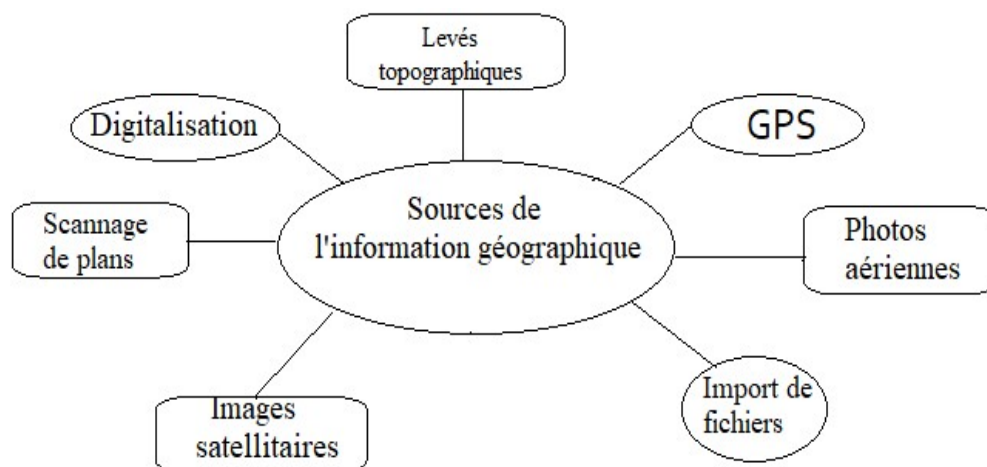 Levés
topographiques
Digitalisation
GPS
Sources de
l'information géographique
Scannage
de plans
Photos
aériennes
Import de
fichiers
Images
satellitaires